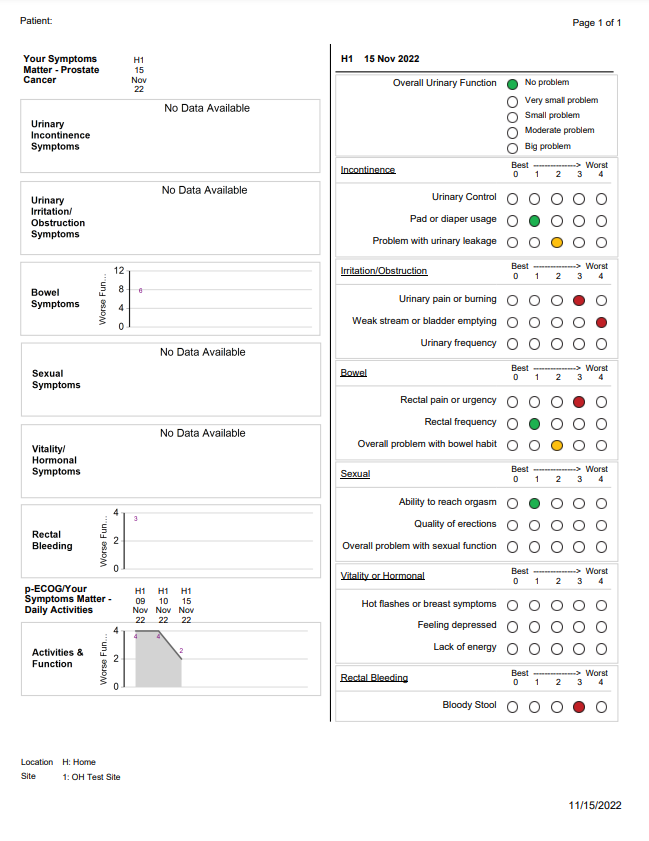 Patient:
Page 1 of 1
Your Symptoms
Matter - Prostate
Cancer
H1
15
Nov
22
No Data Available
Urinary
Incontinence
Symptoms
No Data Available
Urinary
Irritation/
Obstruction
Symptoms
Bowel
Symptoms
Worse Fun...
12
8
4
0
6
No Data Available
Sexual
Symptoms
No Data Available
Vitality/
Hormonal
Symptoms
Rectal
Bleeding
Worse Fun...
4
2
0
3
p-ECOG/Your
Symptoms Matter -
Daily Activities
H1 H1 H1
09 10 15
Nov Nov Nov
22 22 22
Activities &
Function
Worse Fun...
4
2
0
4 4 2
H1 15 Nov 2022
Overall Urinary Function No problem
Very small problem
Small problem
Moderate problem
Big problem
Incontinence
Best ---------------> Worst
0 1 2 3 4
Urinary Control
Pad or diaper usage
Problem with urinary leakage
Irritation/Obstruction
Best ---------------> Worst
0 1 2 3 4
Urinary pain or burning
Weak stream or bladder emptying
Urinary frequency
Bowel
Best ---------------> Worst
0 1 2 3 4
Rectal pain or urgency
Rectal frequency
Overall problem with bowel habit
Sexual
Best ---------------> Worst
0 1 2 3 4
Ability to reach orgasm
Quality of erections
Overall problem with sexual function
Vitality or Hormonal
Best ---------------> Worst
0 1 2 3 4
Hot flashes or breast symptoms
Feeling depressed
Lack of energy
Rectal Bleeding
Best ---------------> Worst
0 1 2 3 4
Bloody Stool
Location H: Home
Site 1: OH Test Site
11/15/2022